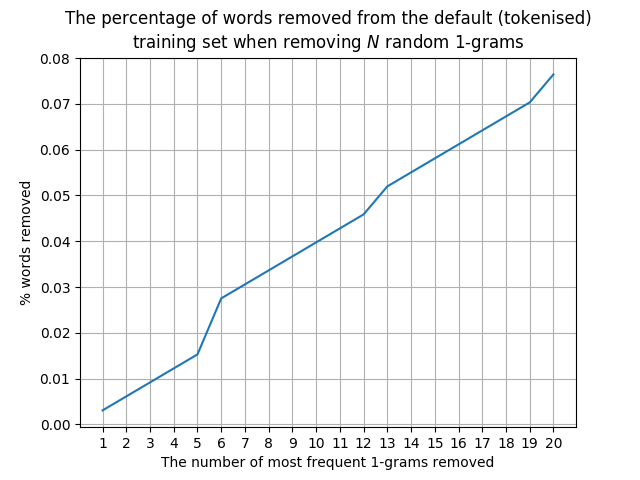 The percentage of words removed from the default (tokenised)
training set when removing N random 1-grams
0.08
0.07
0.06
0.05
0.04
0.03
0.02
0.01
0.00
% words removed
1 2 3 4 5 6 7 8 9 10 11 12 13 14 15 16 17 18 19 20
The number of most frequent 1-grams removed